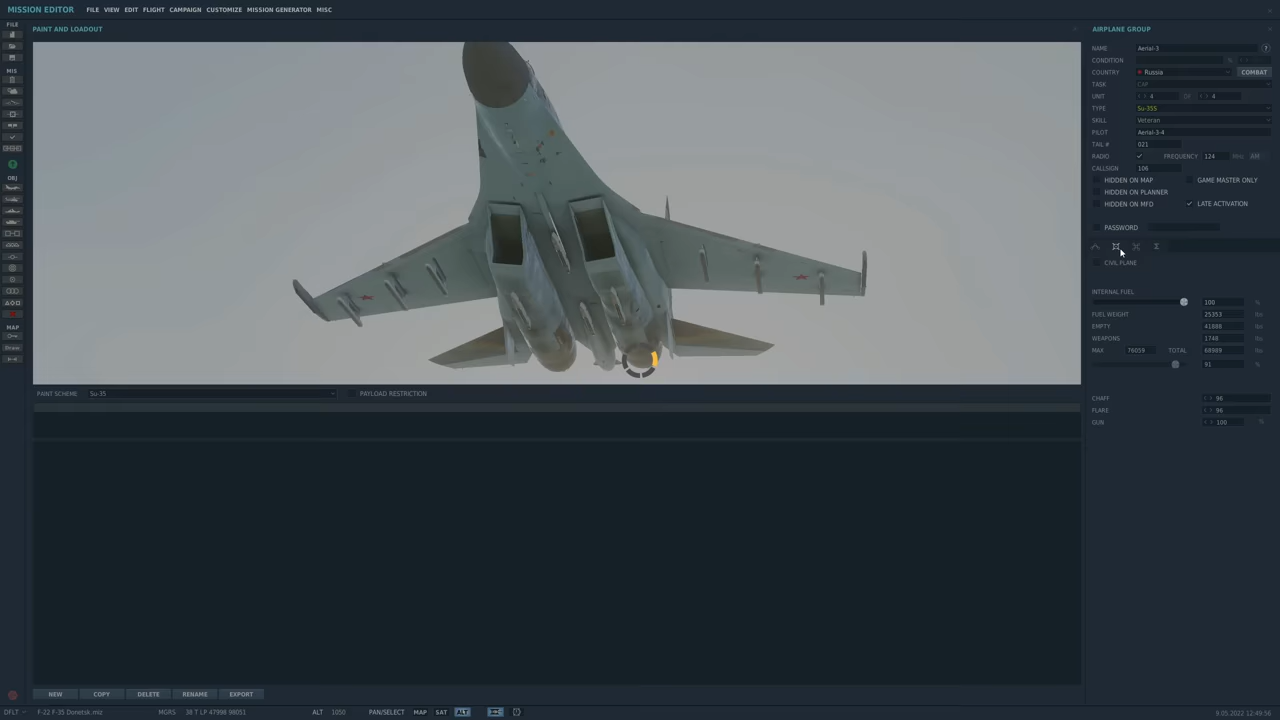 MISSION EDITOR FILE VIEW EDIT FLIGHT CAMPAIGN CUSTOMIZE MISSION GENERATOR MISC
FILE
MIS
OBJ
MAP
PAINT AND LOADOUT
PAINT SCHEME Su-35 PAYLOAD RESTRICTION
NEW COPY DELETE RENAME EXPORT
AIRPLANE GROUP
NAME Aerial-3 ?
CONDITION %
COUNTRY Russia COMBAT
TASK CAP
UNIT < > 4 OF < > 4
TYPE Su-35S
SKILL Veteran
PILOT Aerial-3-4
TAIL # 021
RADIO FREQUENCY 124 MHz AM
CALLSIGN 106
HIDDEN ON MAP GAME MASTER ONLY
HIDDEN ON PLANNER
HIDDEN ON MFD LATE ACTIVATION
PASSWORD
CIVIL PLANE
INTERNAL FUEL 100 %
FUEL WEIGHT 25353 lbs
EMPTY 41888 lbs
WEAPONS 1748 lbs
MAX 76059 TOTAL 68989 lbs
91 %
CHAFF < > 96
FLARE < > 96
GUN < > 100 %
DFLT F-22 F-35 Donetsk.miz MGRS 38 T LP 47998 98051 ALT 1050 PAN/SELECT MAP SAT ALT 9 05 2022 12:49:56